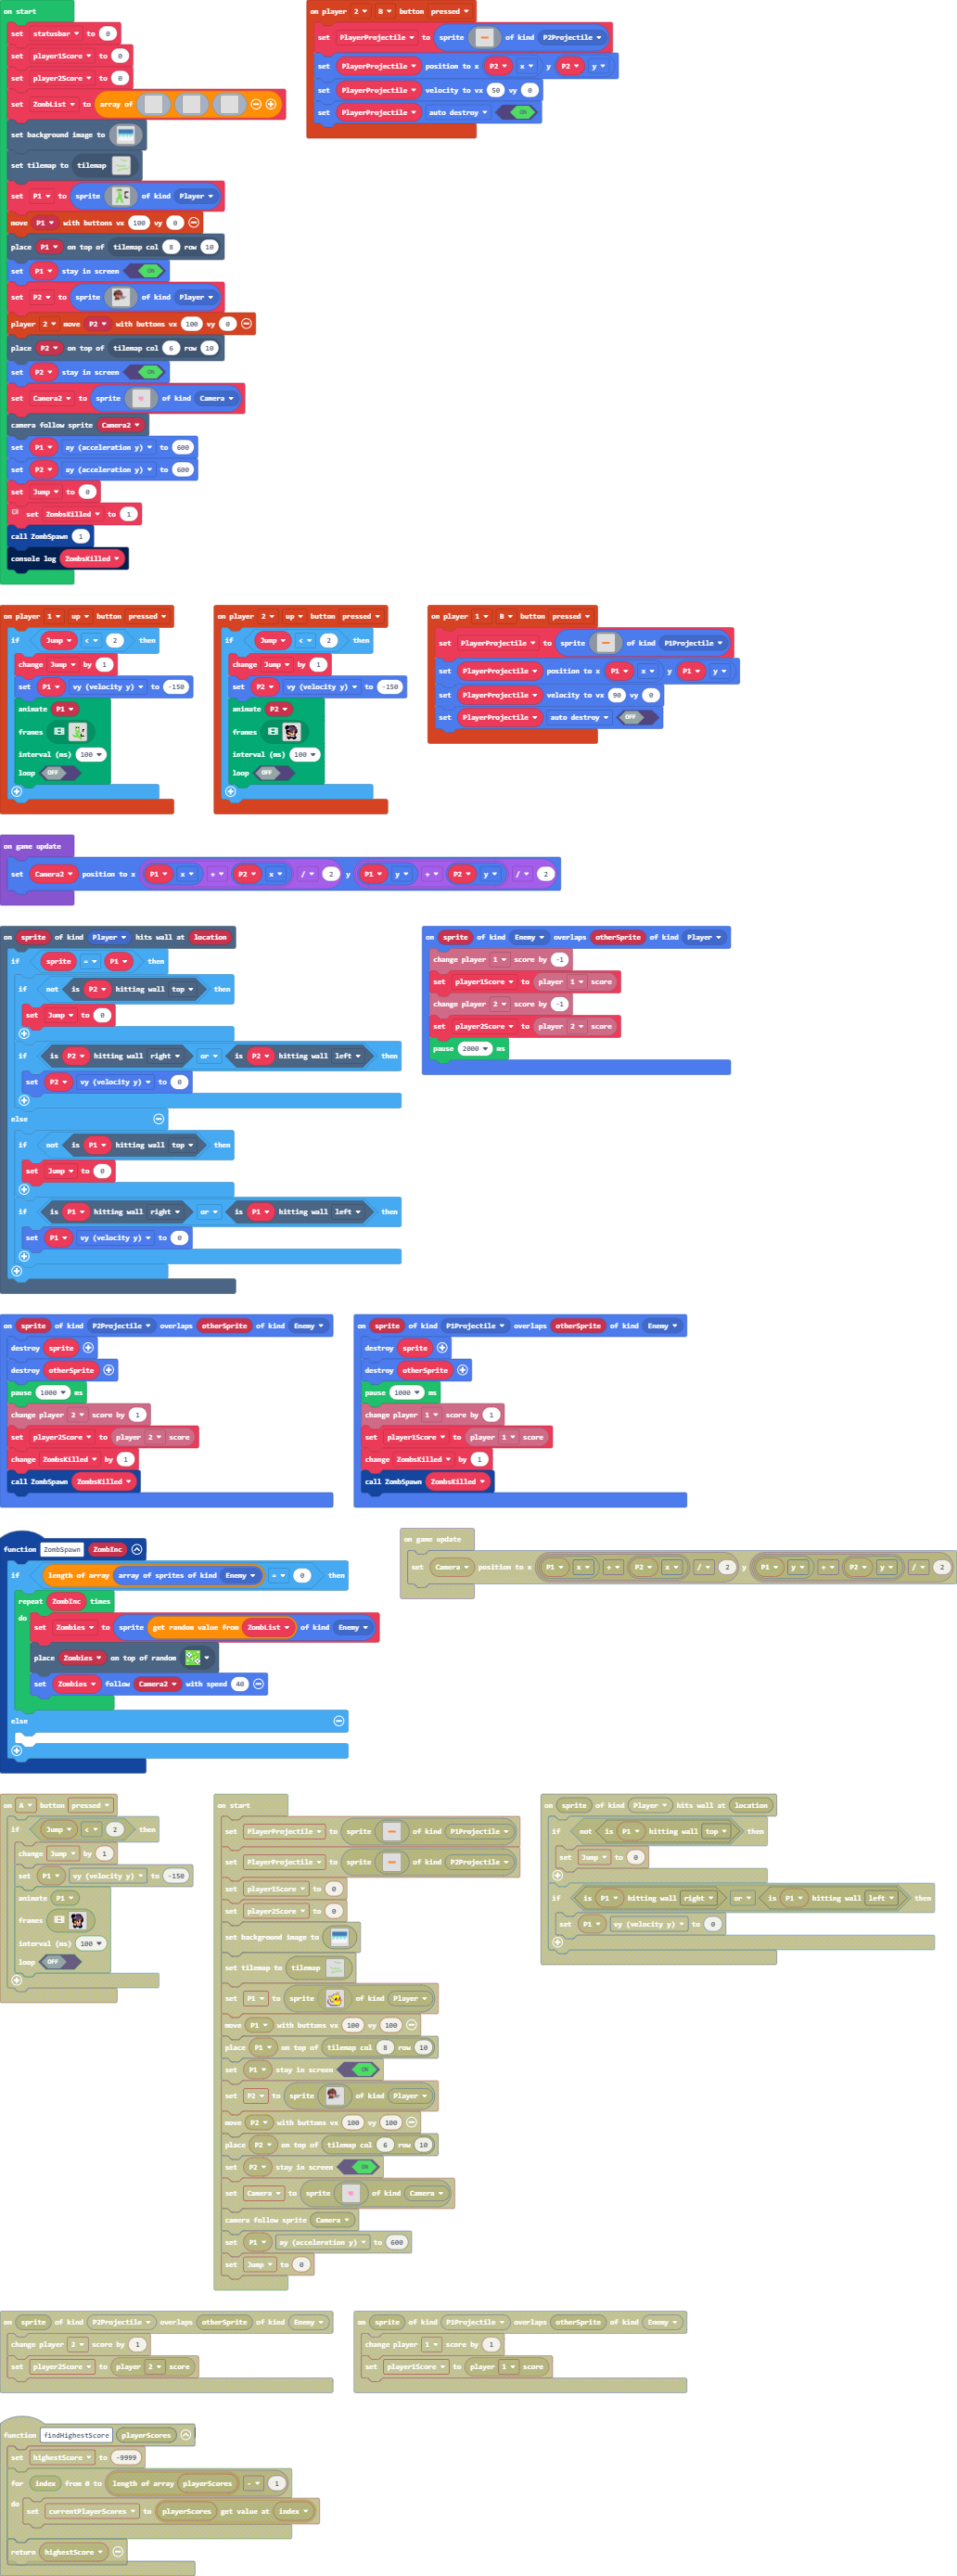 on start
set statusbar to 0
set player1Score to 0
set player2Score to 0
set ZombList to array of
set background image to
set tilemap to tilemap
set P1 to sprite of kind Player
move P1 with buttons vx 100 vy 0
place P1 on top of tilemap col 8 row 10
set P1 stay in screen ON
set P2 to sprite of kind Player
player 2 move P2 with buttons vx 100 vy 0
place P2 on top of tilemap col 6 row 10
set P2 stay in screen ON
set Camera2 to sprite of kind Camera
camera follow sprite Camera2
set P1 ay (acceleration y) to 600
set P2 ay (acceleration y) to 600
set Jump to 0
set ZombsKilled to 1
call ZombSpawn 1
console log ZombsKilled
on player 2 B button pressed
set PlayerProjectile to sprite of kind P2Projectile
set PlayerProjectile position to x P2 x y P2 y
set PlayerProjectile velocity to vx 50 vy 0
set PlayerProjectile auto destroy ON
on player 1 up button pressed
if Jump < 2 then
change Jump by 1
set P1 vy (velocity y) to -150
animate P1
frames
interval (ms) 100
loop OFF
on player 2 up button pressed
if Jump < 2 then
change Jump by 1
set P2 vy (velocity y) to -150
animate P2
frames
interval (ms) 100
loop OFF
on player 1 B button pressed
set PlayerProjectile to sprite of kind P1Projectile
set PlayerProjectile position to x P1 x y P1 y
set PlayerProjectile velocity to vx 90 vy 0
set PlayerProjectile auto destroy OFF
on game update
set Camera2 position to x P1 x + P2 x / 2 y P1 y + P2 y / 2
on sprite of kind Player hits wall at location
if sprite = P1 then
if not is P2 hitting wall top then
set Jump to 0
if is P2 hitting wall right or is P2 hitting wall left then
set P2 vy (velocity y) to 0
else
if not is P1 hitting wall top then
set Jump to 0
if is P1 hitting wall right or is P1 hitting wall left then
set P1 vy (velocity y) to 0
on sprite of kind Enemy overlaps otherSprite of kind Player
change player 1 score by -1
set player1Score to player 1 score
change player 2 score by -1
set player2Score to player 2 score
pause 2000 ms
on sprite of kind P2Projectile overlaps otherSprite of kind Enemy
destroy sprite
destroy otherSprite
pause 1000 ms
change player 2 score by 1
set player2Score to player 2 score
change ZombsKilled by 1
call ZombSpawn ZombsKilled
on sprite of kind P1Projectile overlaps otherSprite of kind Enemy
destroy sprite
destroy otherSprite
pause 1000 ms
change player 1 score by 1
set player1Score to player 1 score
change ZombsKilled by 1
call ZombSpawn ZombsKilled
function ZombSpawn ZombInc
if length of array array of sprites of kind Enemy = 0 then
repeat ZombInc times
do
set Zombies to sprite get random value from ZombList of kind Enemy
place Zombies on top of random
set Zombies follow Camera2 with speed 40
else
on game update
set Camera position to x P1 x + P2 x / 2 y P1 y + P2 y / 2
on A button pressed
if Jump < 2 then
change Jump by 1
set P1 vy (velocity y) to -150
animate P1
frames
interval (ms) 100
loop OFF
on start
set PlayerProjectile to sprite of kind P1Projectile
set PlayerProjectile to sprite of kind P2Projectile
set player1Score to 0
set player2Score to 0
set background image to
set tilemap to tilemap
set P1 to sprite of kind Player
move P1 with buttons vx 100 vy 100
place P1 on top of tilemap col 8 row 10
set P1 stay in screen ON
set P2 to sprite of kind Player
move P2 with buttons vx 100 vy 100
place P2 on top of tilemap col 6 row 10
set P2 stay in screen ON
set Camera to sprite of kind Camera
camera follow sprite Camera
set P1 ay (acceleration y) to 600
set Jump to 0
on sprite of kind Player hits wall at location
if not is P1 hitting wall top then
set Jump to 0
if is P1 hitting wall right or is P1 hitting wall left then
set P1 vy (velocity y) to 0
on sprite of kind P2Projectile overlaps otherSprite of kind Enemy
change player 2 score by 1
set player2Score to player 2 score
on sprite of kind P1Projectile overlaps otherSprite of kind Enemy
change player 1 score by 1
set player1Score to player 1 score
function findHighestScore playerScores
set highestScore to -9999
for index from 0 to length of array playerScores - 1
do
set currentPlayerScores to playerScores get value at index
return highestScore